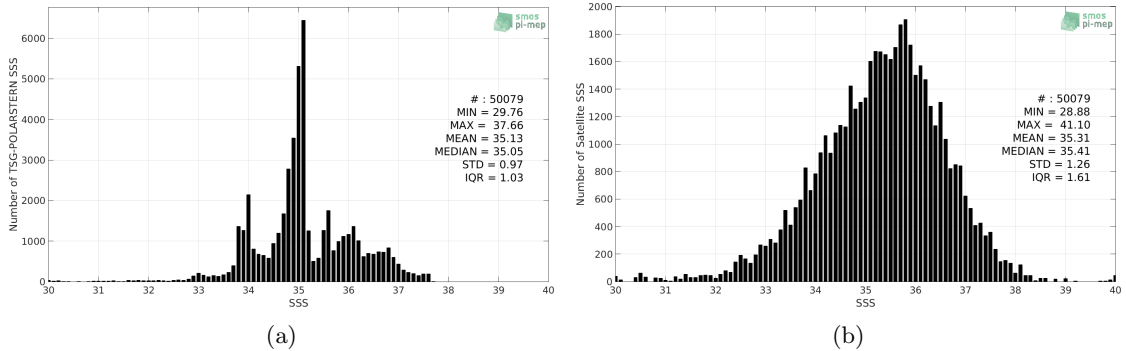 smos
pi-mep
Number of TSG-POLARSTERN SSS
6000
5000
4000
3000
2000
1000
0
# : 50079
MIN = 29.76
MAX = 37.66
MEAN = 35.13
MEDIAN = 35.05
STD = 0.97
IQR = 1.03
30 31 32 33 34 35 36 37 38 39 40
SSS
(a)
smos
pi-mep
Number of Satellite SSS
2000
1800
1600
1400
1200
1000
800
600
400
200
0
# : 50079
MIN = 28.88
MAX = 41.10
MEAN = 35.31
MEDIAN = 35.41
STD = 1.26
IQR = 1.61
30 31 32 33 34 35 36 37 38 39 40
SSS
(b)